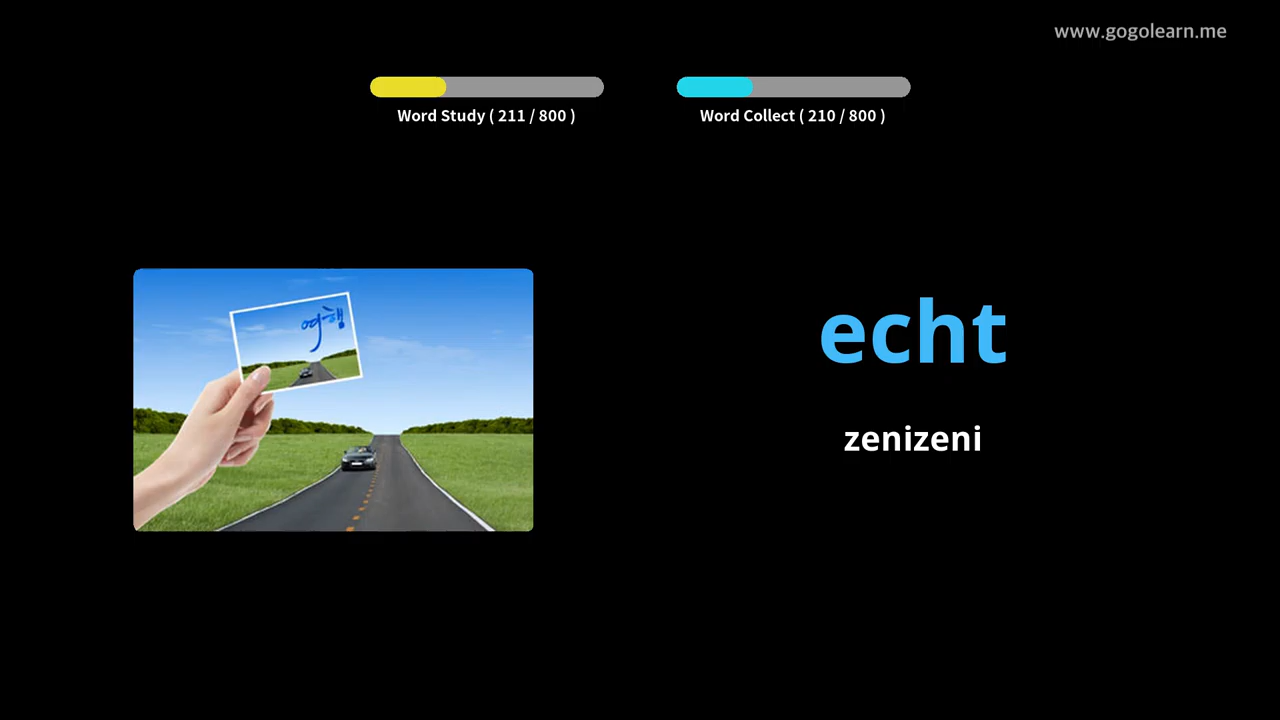 www.gogolearn.me
Word Study ( 211 / 800 )
Word Collect ( 210 / 800 )
여행
echt
zenizeni